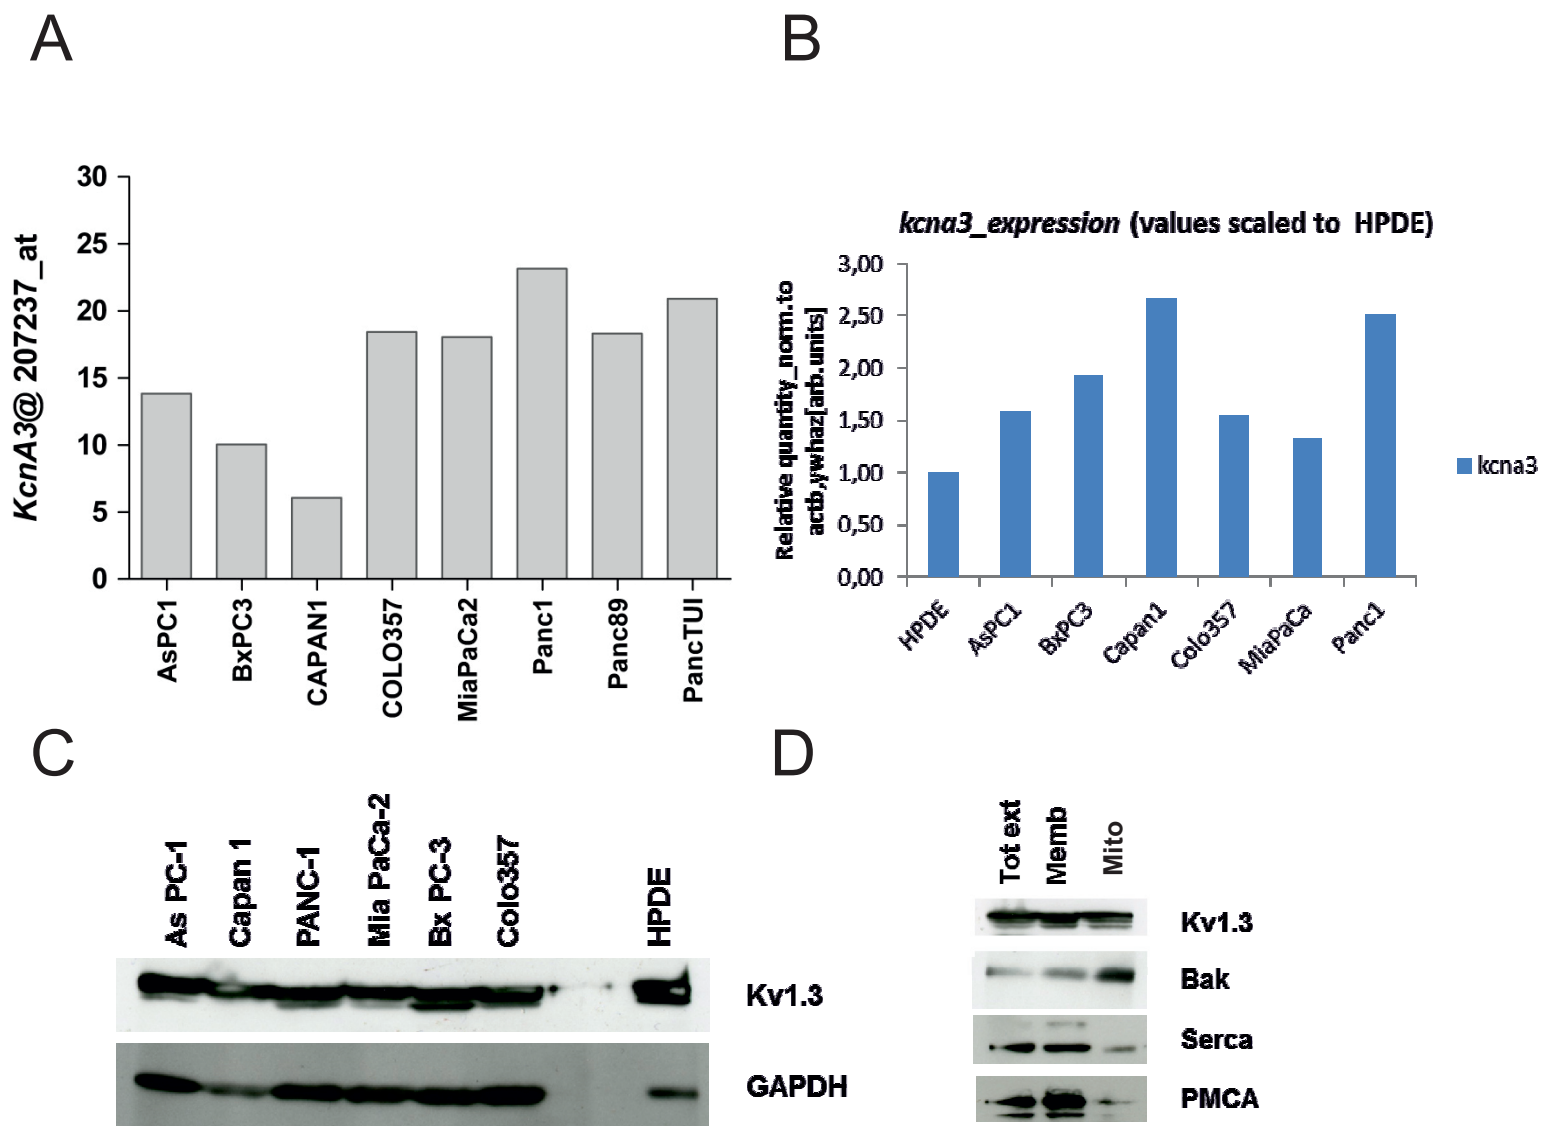 A
B
30
25
20
15
10
5
0
KcnA3@ 207237_at
AsPC1
BxPC3
CAPAN1
COLO357
MiaPaCa2
Panc1
Panc89
PancTUI
kcna3_expression (values scaled to HPDE)
Relative quantity_norm.to
actb,ywhaz[arb.units]
3,00
2,50
2,00
1,50
1,00
0,50
0,00
HPDE
AsPC1
BxPC3
Capan1
Colo357
MiaPaCa
Panc1
kcna3
C
D
As PC-1
Capan 1
PANC-1
Mia PaCa-2
Bx PC-3
Colo357
HPDE
Kv1.3
GAPDH
Tot ext
Memb
Mito
Kv1.3
Bak
Serca
PMCA